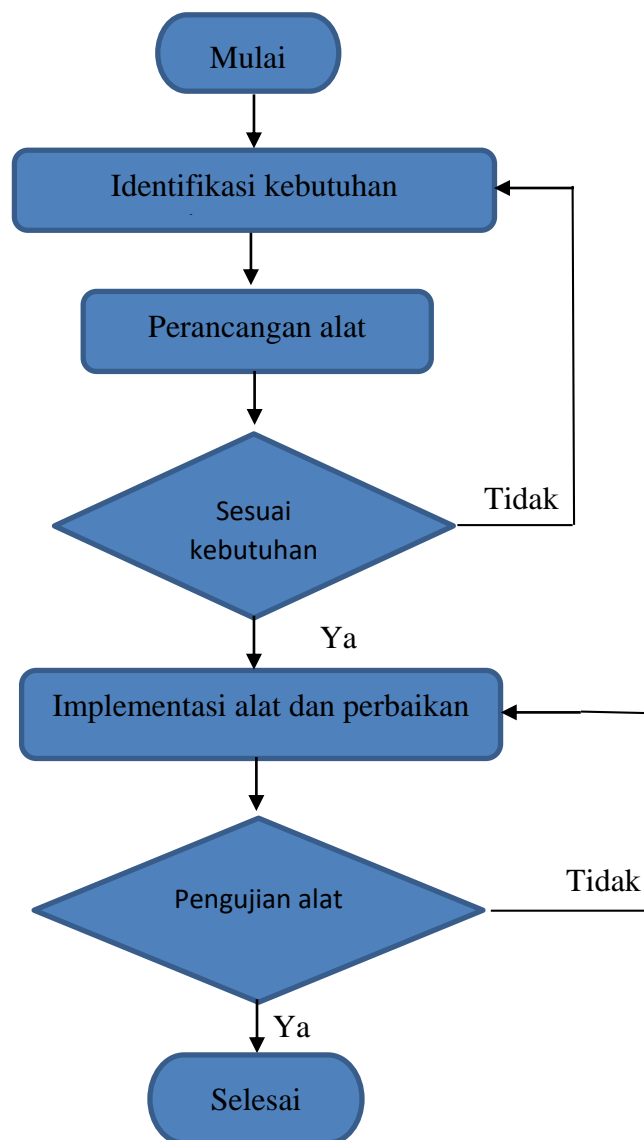 Mulai
Identifikasi kebutuhan
Perancangan alat
Sesuai
kebutuhan
Tidak
Ya
Implementasi alat dan perbaikan
Pengujian alat
Tidak
Ya
Selesai